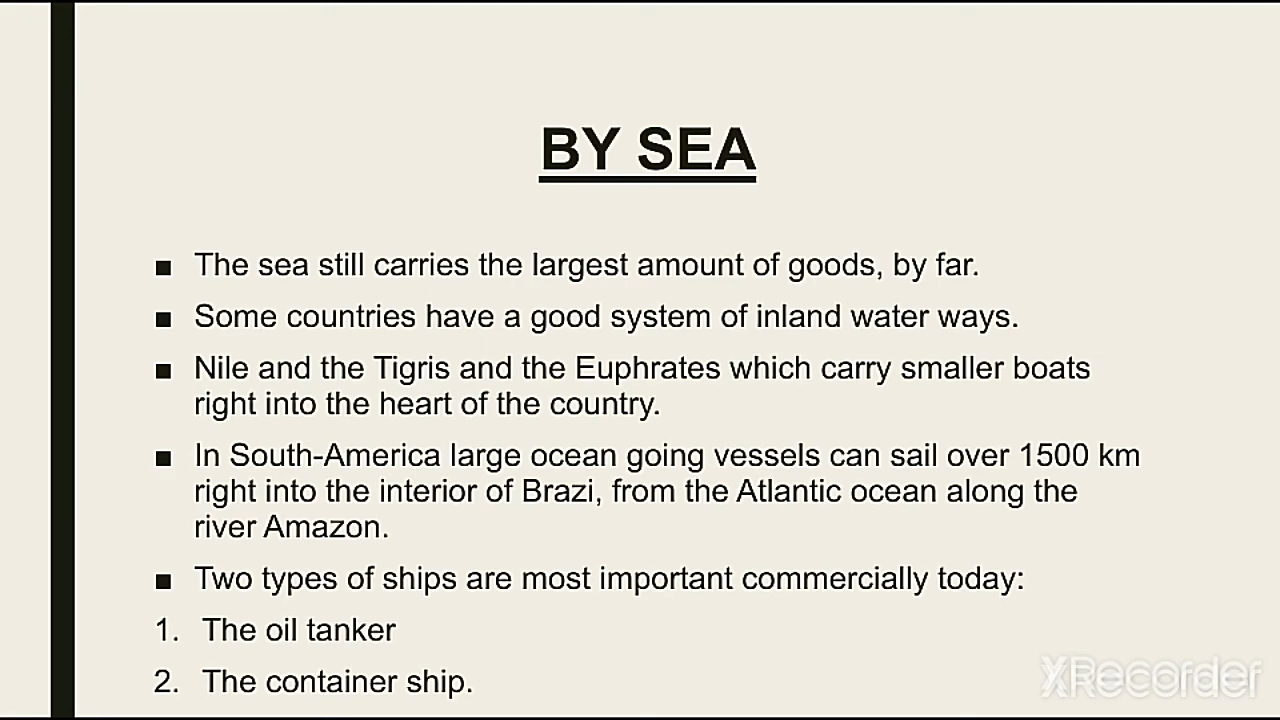 BY SEA
■ The sea still carries the largest amount of goods, by far.
■ Some countries have a good system of inland water ways.
■ Nile and the Tigris and the Euphrates which carry smaller boats
right into the heart of the country.
■ In South-America large ocean going vessels can sail over 1500 km
right into the interior of Brazi, from the Atlantic ocean along the
river Amazon.
■ Two types of ships are most important commercially today:
1. The oil tanker
2. The container ship.
XRecorder